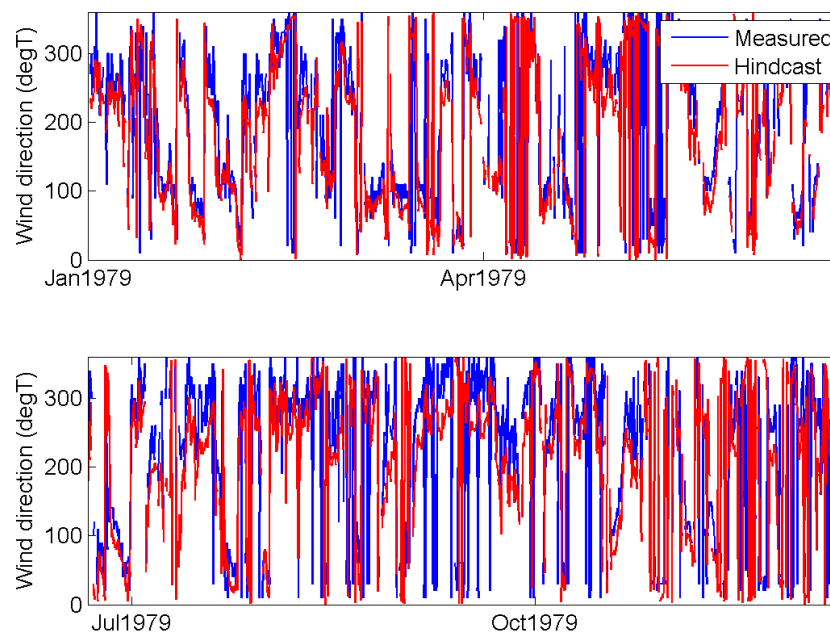 Wind direction (degT)
300
200
100
0
Jan1979
Apr1979
Measured
Hindcast
Wind direction (degT)
300
200
100
0
Jul1979
Oct1979